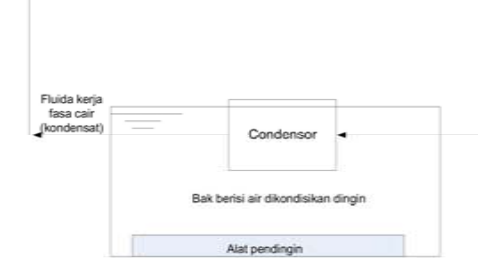 Fluida kerja
fasa cair
(kondensat)
Condensor
Bak berisi air dikondisikan dingin
Alat pendingin